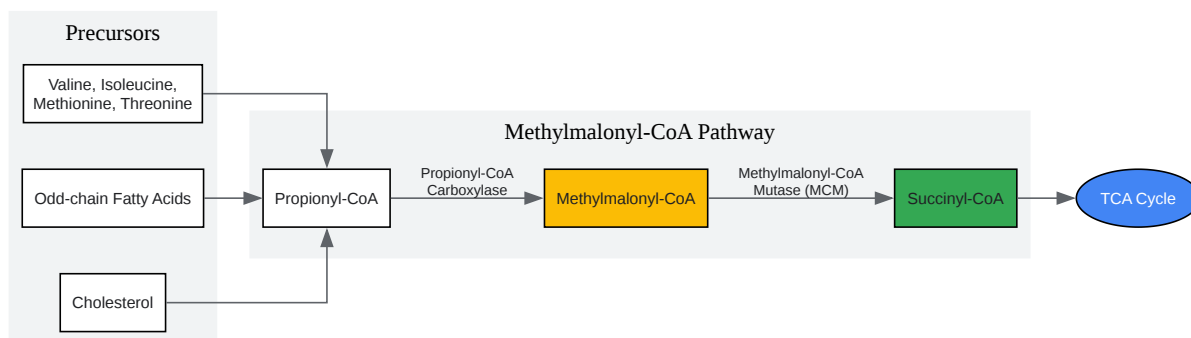 Precursors
Valine, Isoleucine,
Methionine, Threonine
Methylmalonyl-CoA Pathway
Propionyl-CoA
Carboxylase
Methylmalonyl-CoA
Mutase (MCM)
Odd-chain Fatty Acids
Propionyl-CoA
Methylmalonyl-CoA
Succinyl-CoA
TCA Cycle
Cholesterol